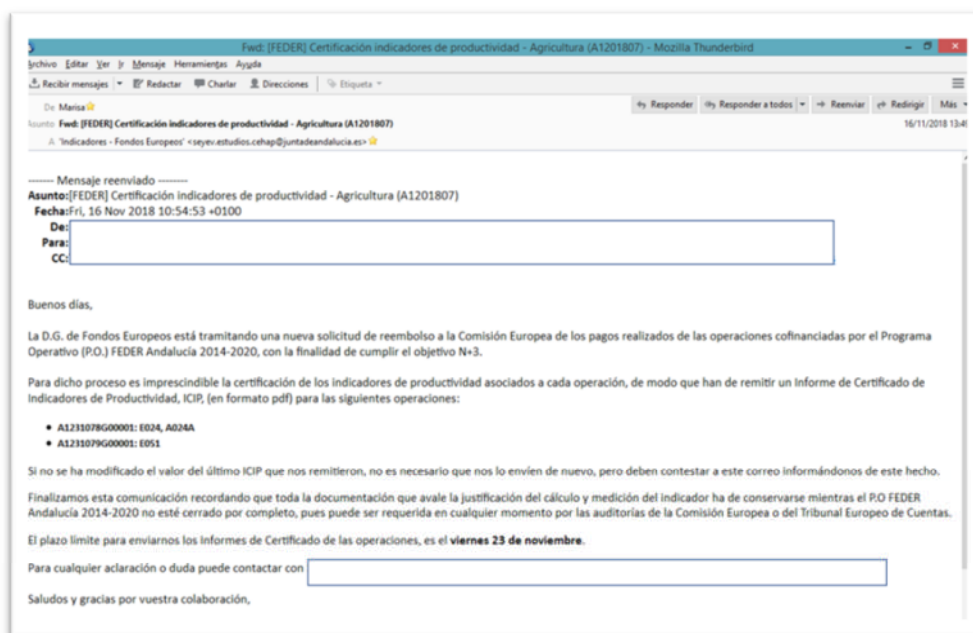 Fwd: [FEDER] Certificación indicadores de productividad - Agricultura (A1201807) - Mozilla Thunderbird
Archivo Editar Ver Ir Mensaje Herramientas Ayuda
Recibir mensajes Redactar Charlar Direcciones Etiqueta
De Marisa Responder Responder a todos Reenviar Redirigir Más
Asunto Fwd: [FEDER] Certificación indicadores de productividad - Agricultura (A1201807) 16/11/2018 13:49
A 'Indicadores - Fondos Europeos' <seyev.estudios.cehap@juntadeandalucia.es>
-------- Mensaje reenviado --------
Asunto:[FEDER] Certificación indicadores de productividad - Agricultura (A1201807)
Fecha:Fri, 16 Nov 2018 10:54:53 +0100
De:
Para:
CC:
Buenos días,
La D.G. de Fondos Europeos está tramitando una nueva solicitud de reembolso a la Comisión Europea de los pagos realizados de las operaciones cofinanciadas por el Programa
Operativo (P.O.) FEDER Andalucía 2014-2020, con la finalidad de cumplir el objetivo N+3.
Para dicho proceso es imprescindible la certificación de los indicadores de productividad asociados a cada operación, de modo que han de remitir un Informe de Certificado de
Indicadores de Productividad, ICIP, (en formato pdf) para las siguientes operaciones:
• A1231078G00001: E024, A024A
• A1231079G00001: E051
Si no se ha modificado el valor del último ICIP que nos remitieron, no es necesario que nos lo envíen de nuevo, pero deben contestar a este correo informándonos de este hecho.
Finalizamos esta comunicación recordando que toda la documentación que avale la justificación del cálculo y medición del indicador ha de conservarse mientras el P.O FEDER
Andalucía 2014-2020 no esté cerrado por completo, pues puede ser requerida en cualquier momento por las auditorías de la Comisión Europea o del Tribunal Europeo de Cuentas.
El plazo límite para enviarnos los Informes de Certificado de las operaciones, es el viernes 23 de noviembre.
Para cualquier aclaración o duda puede contactar con
Saludos y gracias por vuestra colaboración,